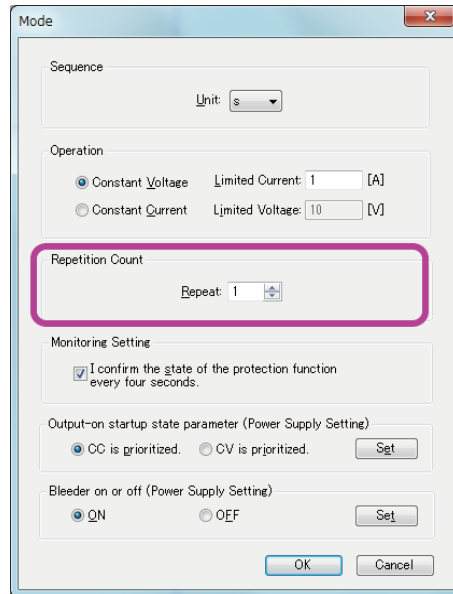 Mode
Sequence
Unit: s
Operation
Constant Voltage Limited Current: 1 [A]
Constant Current Limited Voltage: 10 [V]
Repetition Count
Repeat: 1
Monitoring Setting
I confirm the state of the protection function
every four seconds.
Output-on startup state parameter (Power Supply Setting)
CC is prioritized. CV is prioritized. Set
Bleeder on or off (Power Supply Setting)
ON OFF Set
OK Cancel